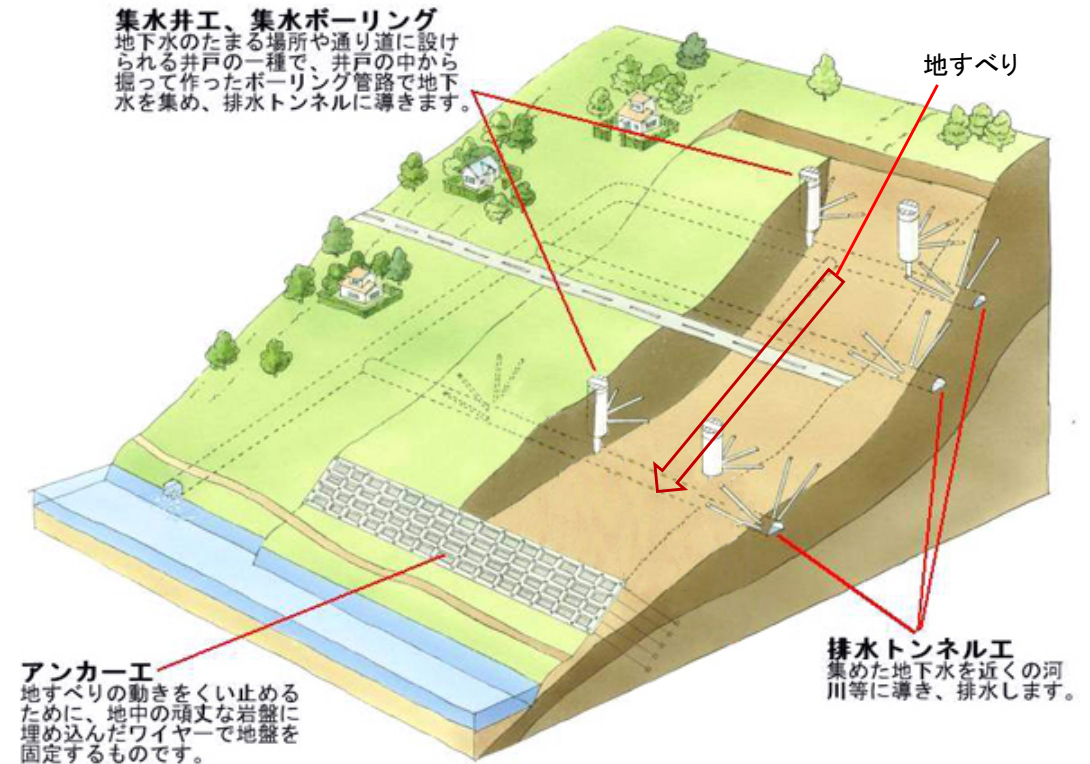 集水井工、集水ボーリング
地下水のたまる場所や通り道に設け
られる井戸の一種で、井戸の中から
掘って作ったボーリング管路で地下
水を集め、排水トンネルに導きます。
地すべり
アンカー工
地すべりの動きをくい止める
ために、地中の頑丈な岩盤に
埋め込んだワイヤーで地盤を
固定するものです。
排水トンネル工
集めた地下水を近くの河
川等に導き、排水します。